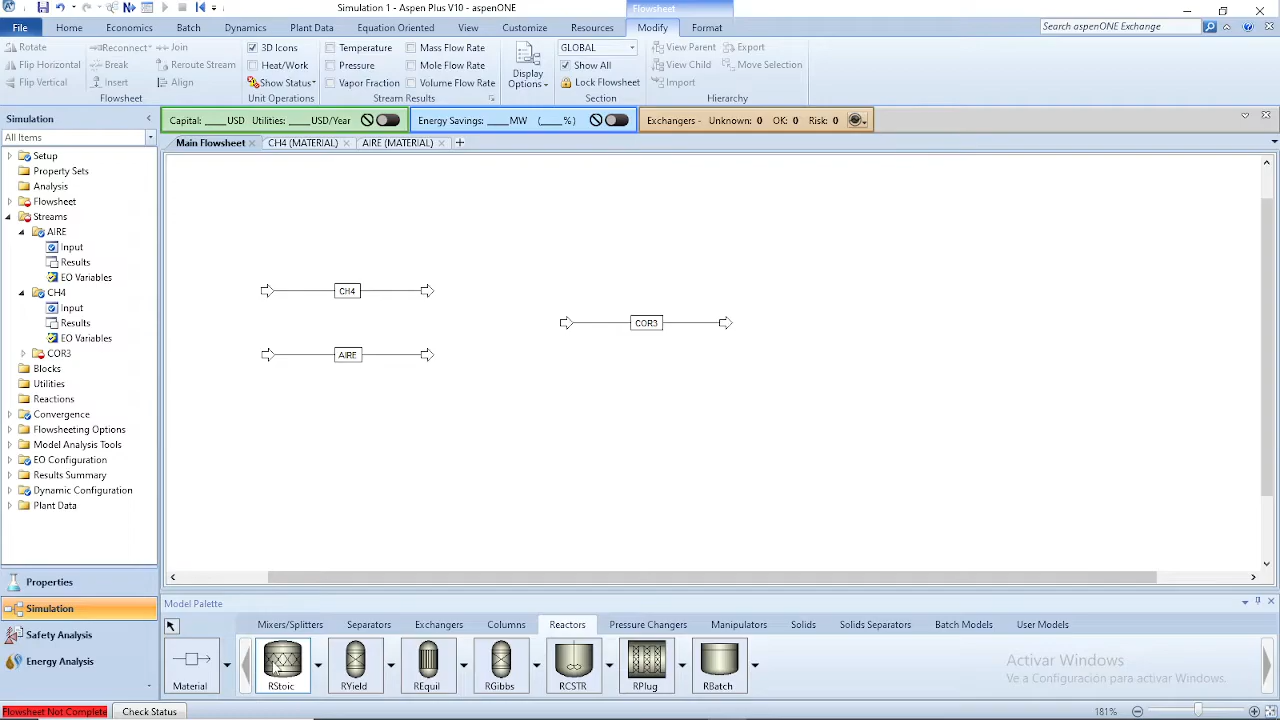 Simulation 1 - Aspen Plus V10 - aspenONE
Flowsheet
File Home Economics Batch Dynamics Plant Data Equation Oriented View Customize Resources Modify Format
Search aspenONE Exchange
Rotate Reconnect Join 3D Icons Temperature Mass Flow Rate GLOBAL View Parent Export
Flip Horizontal Break Reroute Stream Heat/Work Pressure Mole Flow Rate Display Show All View Child Move Selection
Flip Vertical Insert Align Show Status Vapor Fraction Volume Flow Rate Options Lock Flowsheet Import
Flowsheet Unit Operations Stream Results Section Hierarchy
Simulation
Capital: ____USD Utilities: ____USD/Year Energy Savings: ____MW (____%) Exchangers - Unknown: 0 OK: 0 Risk: 0
All Items
Main Flowsheet CH4 (MATERIAL) AIRE (MATERIAL) +
Setup
Property Sets
Analysis
Flowsheet
Streams
AIRE
Input
Results
EO Variables
CH4
Input
Results
EO Variables
COR3
Blocks
Utilities
Reactions
Convergence
Flowsheeting Options
Model Analysis Tools
EO Configuration
Results Summary
Dynamic Configuration
Plant Data
CH4
AIRE
COR3
Properties
Simulation
Safety Analysis
Energy Analysis
Model Palette
Mixers/Splitters Separators Exchangers Columns Reactors Pressure Changers Manipulators Solids Solids Separators Batch Models User Models
Material RStoic RYield REquil RGibbs RCSTR RPlug RBatch
Activar Windows
Ve a Configuración para activar Windows.
Flowsheet Not Complete Check Status 181%